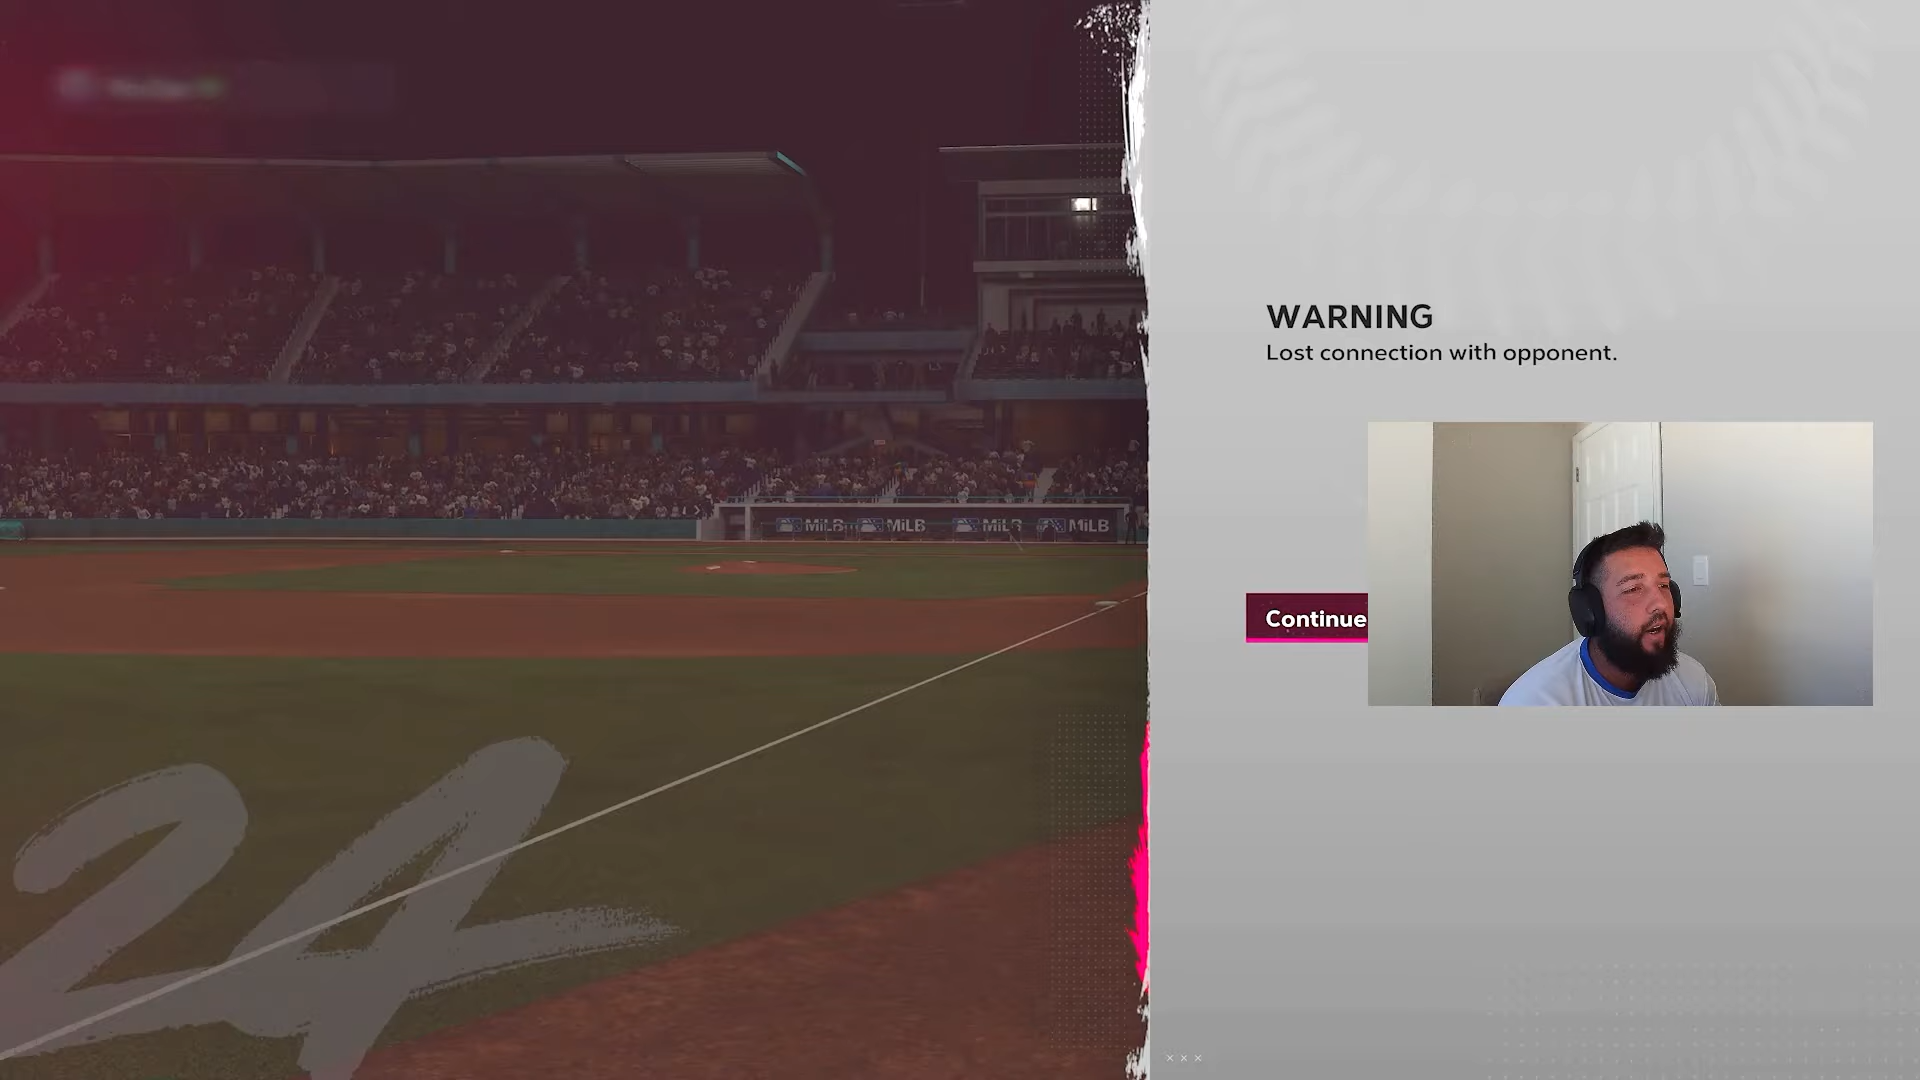 WARNING
Lost connection with opponent.
MiLB MiLB MiLB MiLB
Continue
24